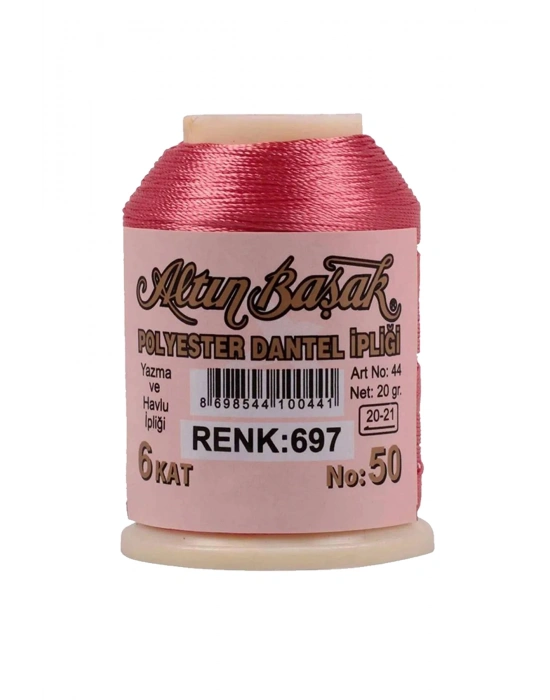 Altın Başak ®
POLYESTER DANTEL İPLİĞİ
Yazma
ve
Havlu
İpliği
8 698544 100441
Art No: 44
Net: 20 gr.
20-21
RENK:697
6 KAT
No: 50